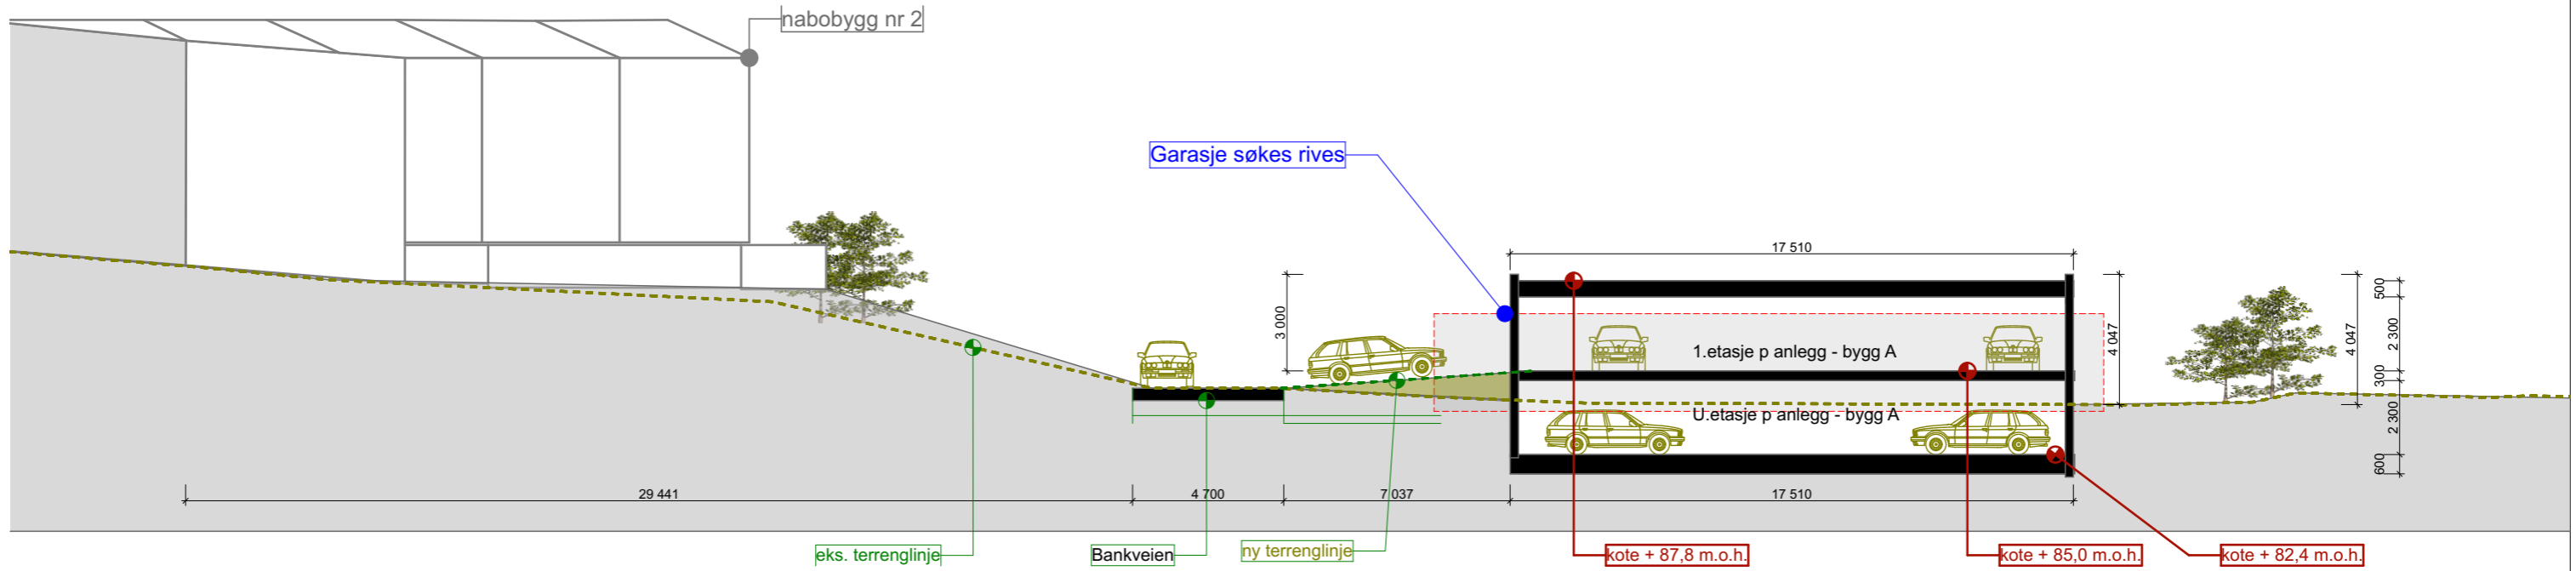 nabobygg nr 2
Garasje søkes rives
17 510
3 000
4 047
4 047
500
2 300
300
2 300
600
1.etasje p anlegg - bygg A
U.etasje p anlegg - bygg A
29 441
4 700
7 037
17 510
eks. terrenglinje
Bankveien
ny terrenglinje
kote + 87,8 m.o.h.
kote + 85,0 m.o.h.
kote + 82,4 m.o.h.